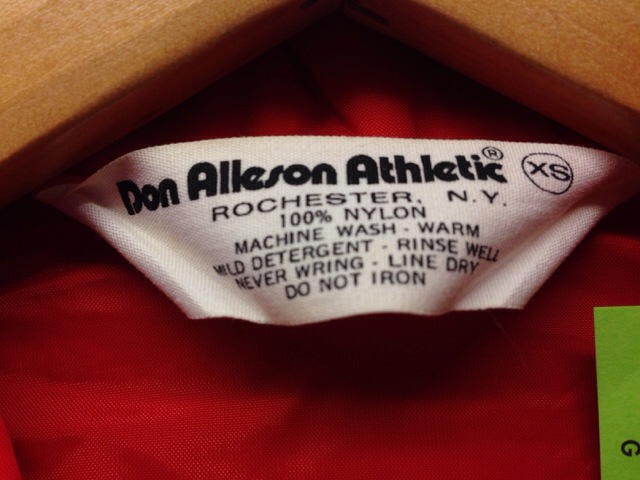 Don Alleson Athletic® XS
ROCHESTER, N.Y.
100% NYLON
MACHINE WASH - WARM
MILD DETERGENT - RINSE WELL
NEVER WRING - LINE DRY
DO NOT IRON
G